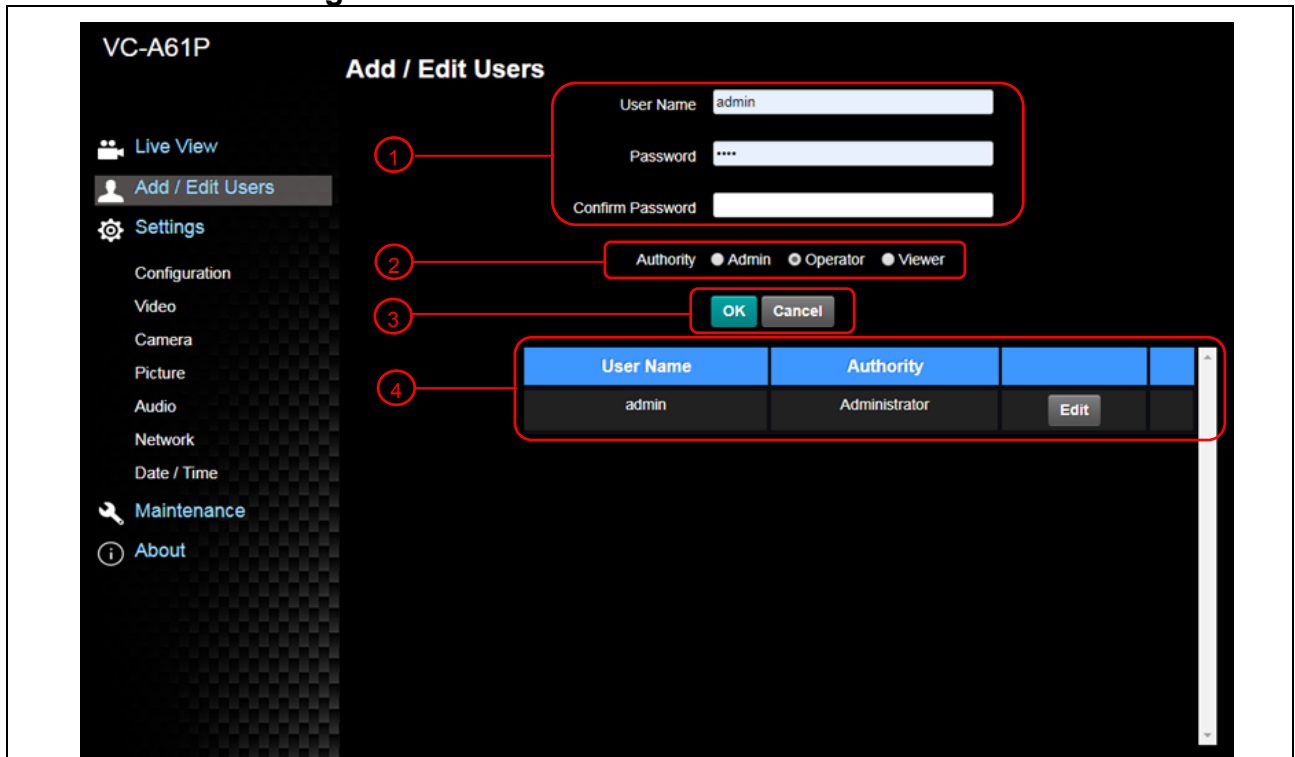 VC-A61P
Add / Edit Users
User Name admin
Password ••••
Confirm Password
Authority Admin Operator Viewer
OK Cancel
User Name Authority
admin Administrator Edit
Live View
Add / Edit Users
Settings
Configuration
Video
Camera
Picture
Audio
Network
Date / Time
Maintenance
About
1
2
3
4